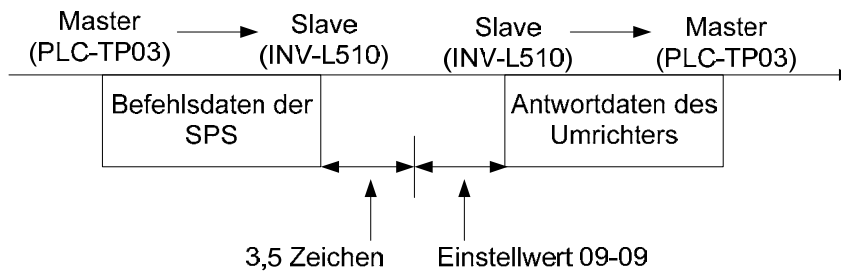 Master
(PLC-TP03)
Slave
(INV-L510)
Slave
(INV-L510)
Master
(PLC-TP03)
Befehlsdaten der
SPS
Antwortdaten des
Umrichters
3,5 Zeichen
Einstellwert 09-09